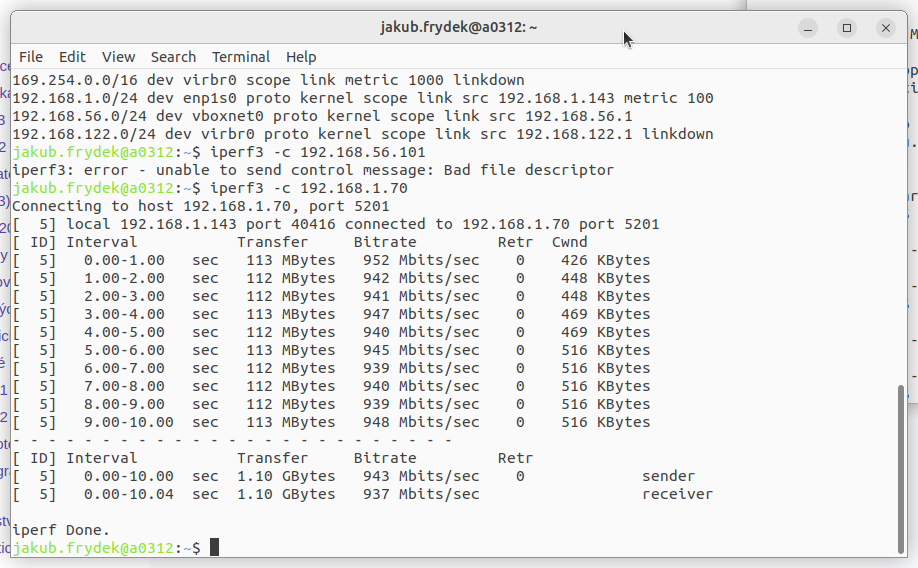 jakub.frydek@a0312: ~
File Edit View Search Terminal Help
169.254.0.0/16 dev virbr0 scope link metric 1000 linkdown
192.168.1.0/24 dev enp1s0 proto kernel scope link src 192.168.1.143 metric 100
192.168.56.0/24 dev vboxnet0 proto kernel scope link src 192.168.56.1
192.168.122.0/24 dev virbr0 proto kernel scope link src 192.168.122.1 linkdown
jakub.frydek@a0312:~$ iperf3 -c 192.168.56.101
iperf3: error - unable to send control message: Bad file descriptor
jakub.frydek@a0312:~$ iperf3 -c 192.168.1.70
Connecting to host 192.168.1.70, port 5201
[  5] local 192.168.1.143 port 40416 connected to 192.168.1.70 port 5201
[ ID] Interval           Transfer     Bitrate         Retr  Cwnd
[  5]   0.00-1.00   sec   113 MBytes   952 Mbits/sec    0    426 KBytes
[  5]   1.00-2.00   sec   112 MBytes   942 Mbits/sec    0    448 KBytes
[  5]   2.00-3.00   sec   112 MBytes   941 Mbits/sec    0    448 KBytes
[  5]   3.00-4.00   sec   113 MBytes   947 Mbits/sec    0    469 KBytes
[  5]   4.00-5.00   sec   112 MBytes   940 Mbits/sec    0    469 KBytes
[  5]   5.00-6.00   sec   113 MBytes   945 Mbits/sec    0    516 KBytes
[  5]   6.00-7.00   sec   112 MBytes   939 Mbits/sec    0    516 KBytes
[  5]   7.00-8.00   sec   112 MBytes   940 Mbits/sec    0    516 KBytes
[  5]   8.00-9.00   sec   112 MBytes   939 Mbits/sec    0    516 KBytes
[  5]   9.00-10.00  sec   113 MBytes   948 Mbits/sec    0    516 KBytes
- - - - - - - - - - - - - - - - - - - - - - - - -
[ ID] Interval           Transfer     Bitrate         Retr
[  5]   0.00-10.00  sec  1.10 GBytes   943 Mbits/sec    0             sender
[  5]   0.00-10.04  sec  1.10 GBytes   937 Mbits/sec                  receiver
iperf Done.
jakub.frydek@a0312:~$